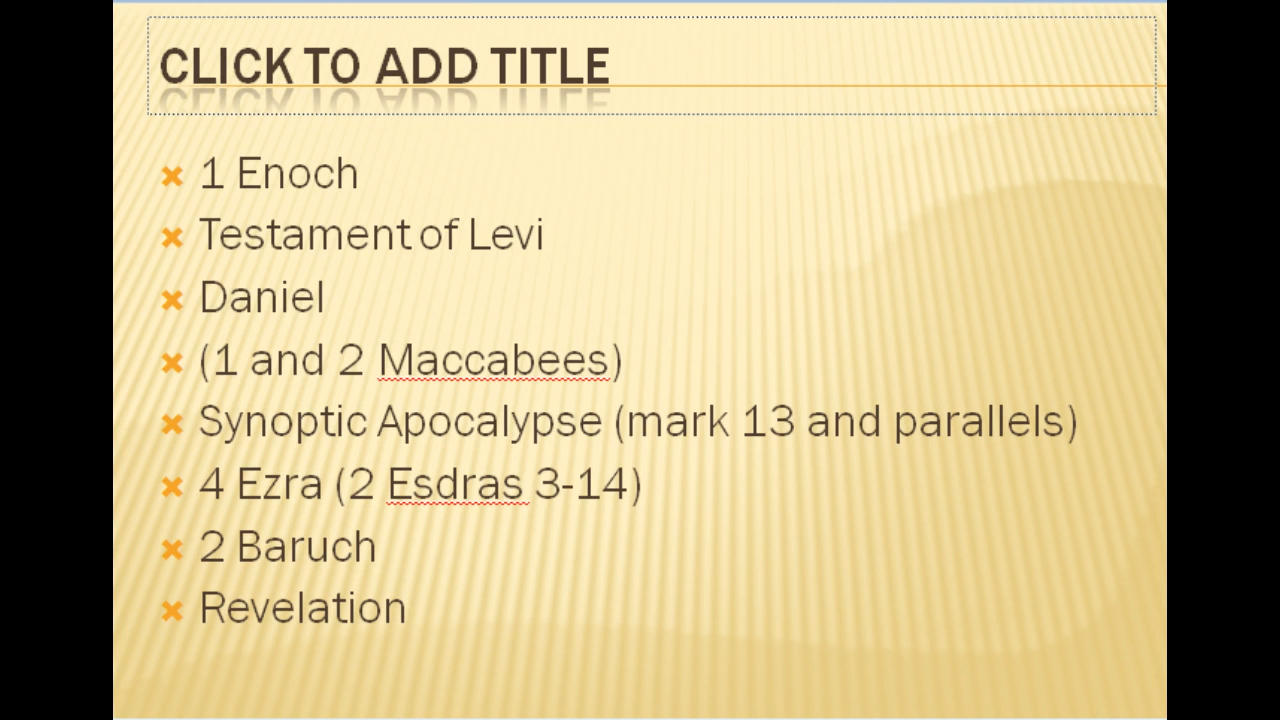 CLICK TO ADD TITLE
1 Enoch
Testament of Levi
Daniel
(1 and 2 Maccabees)
Synoptic Apocalypse (mark 13 and parallels)
4 Ezra (2 Esdras 3-14)
2 Baruch
Revelation